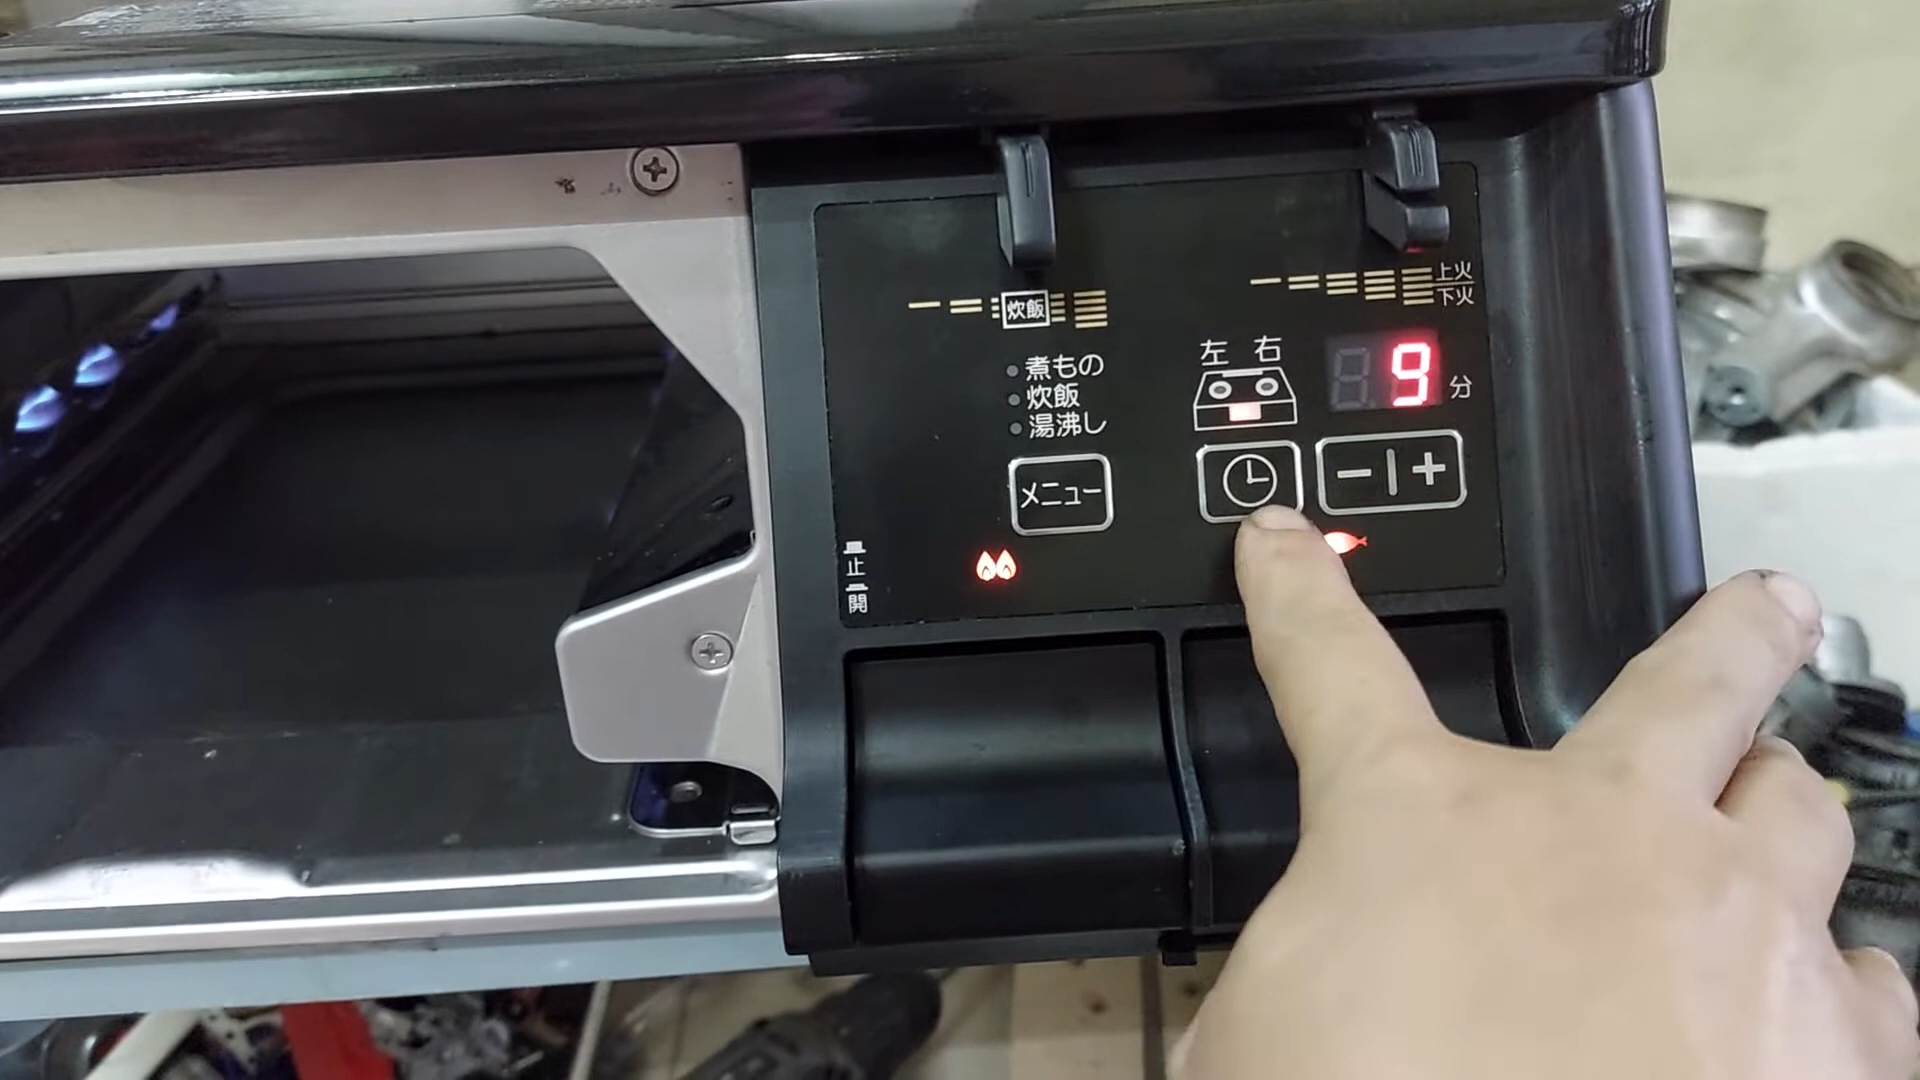 炊飯
上火
下火
・煮もの
・炊飯
・湯沸し
メニュー
左 右
9 分
− | +
止
開